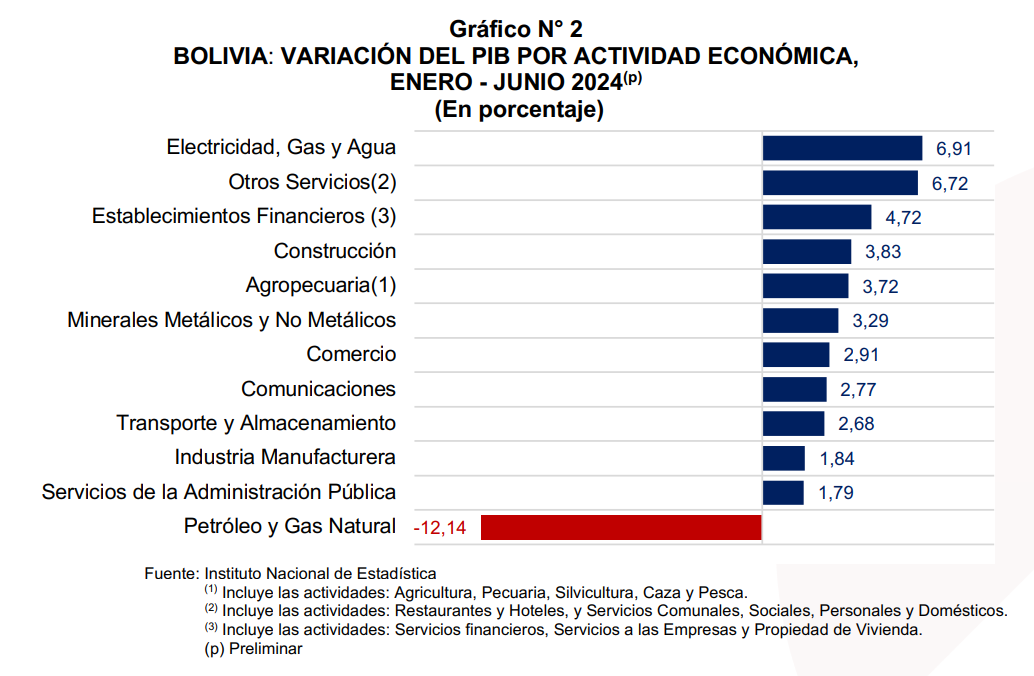 Gráfico N° 2
BOLIVIA: VARIACIÓN DEL PIB POR ACTIVIDAD ECONÓMICA,
ENERO - JUNIO 2024(p)
(En porcentaje)
Electricidad, Gas y Agua 6,91
Otros Servicios(2) 6,72
Establecimientos Financieros (3) 4,72
Construcción 3,83
Agropecuaria(1) 3,72
Minerales Metálicos y No Metálicos 3,29
Comercio 2,91
Comunicaciones 2,77
Transporte y Almacenamiento 2,68
Industria Manufacturera 1,84
Servicios de la Administración Pública 1,79
Petróleo y Gas Natural -12,14
Fuente: Instituto Nacional de Estadística
(1) Incluye las actividades: Agricultura, Pecuaria, Silvicultura, Caza y Pesca.
(2) Incluye las actividades: Restaurantes y Hoteles, y Servicios Comunales, Sociales, Personales y Domésticos.
(3) Incluye las actividades: Servicios financieros, Servicios a las Empresas y Propiedad de Vivienda.
(p) Preliminar